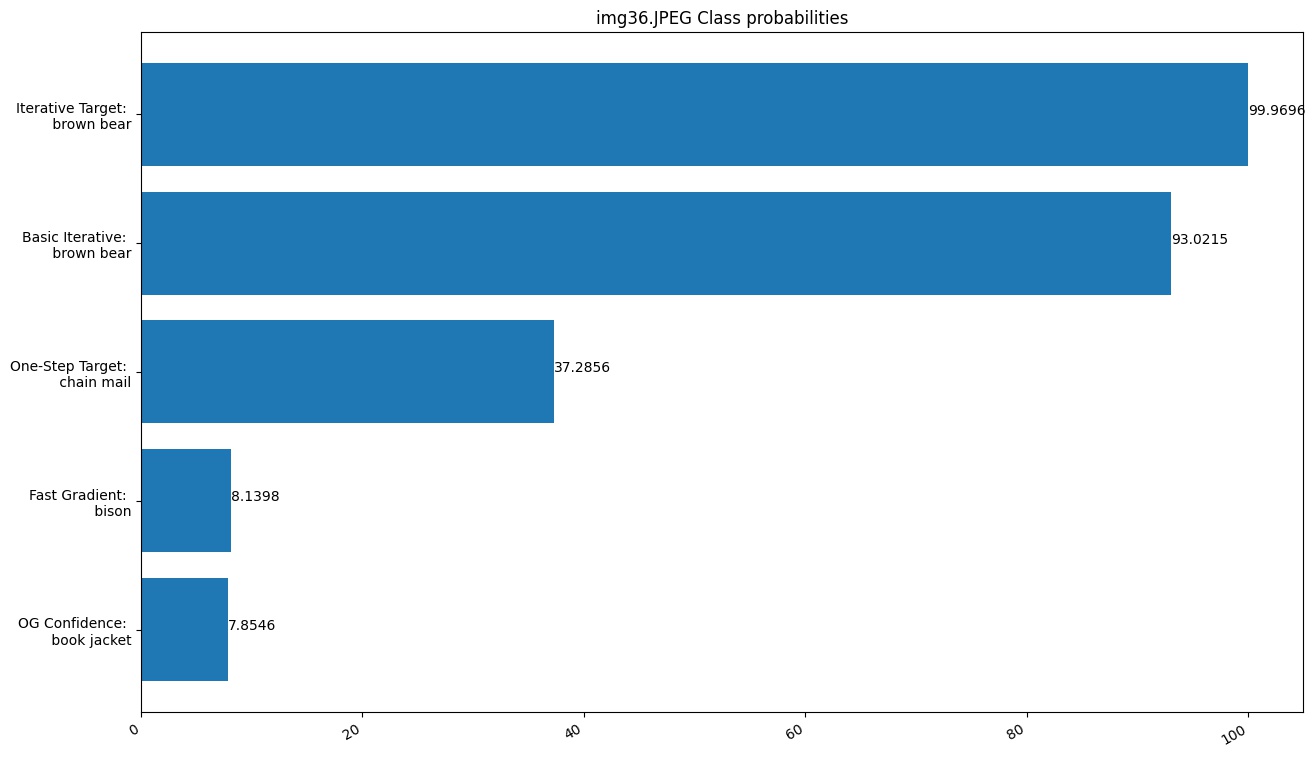 img36.JPEG Class probabilities
Iterative Target:
brown bear
99.9696
Basic Iterative:
brown bear
93.0215
One-Step Target:
chain mail
37.2856
Fast Gradient:
bison
8.1398
OG Confidence:
book jacket
7.8546
0 20 40 60 80 100